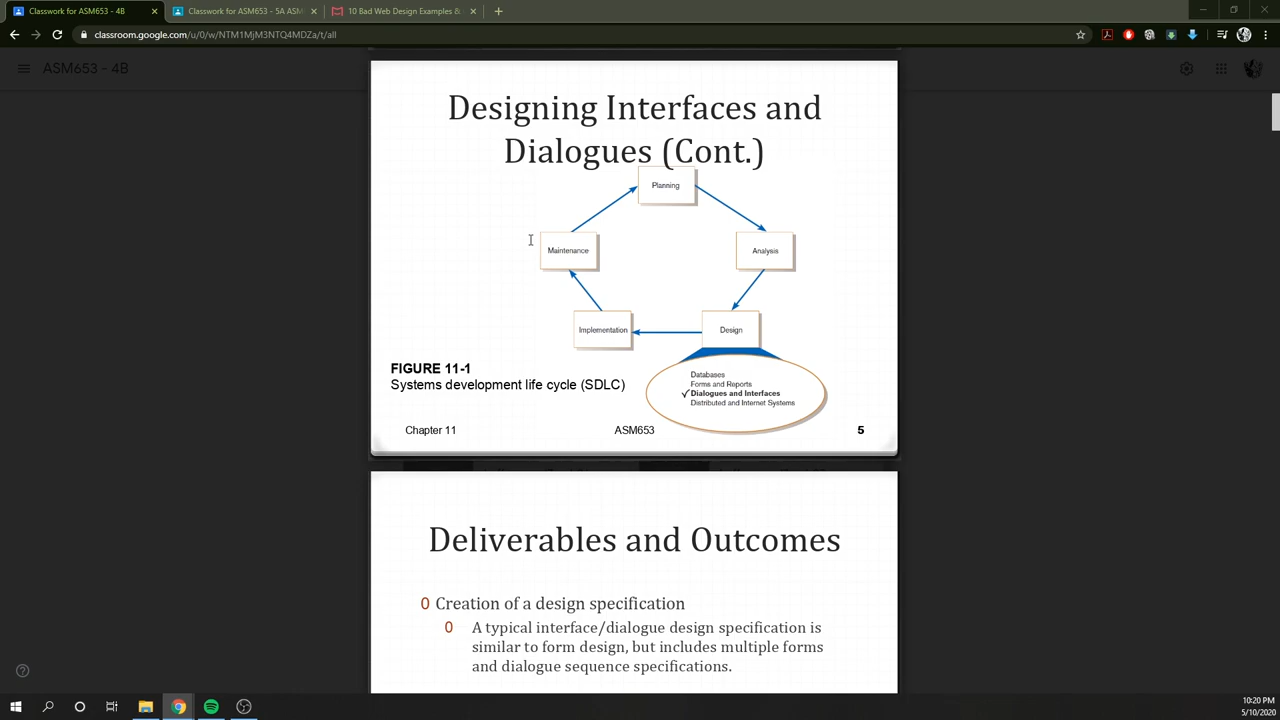 Classwork for ASM653 - 4B
Classwork for ASM653 - 5A ASM
10 Bad Web Design Examples &
classroom.google.com/u/0/w/NTM1MjM3NTQ4MDZa/t/all
ASM653 - 4B
Designing Interfaces and
Dialogues (Cont.)
Planning
Maintenance
Analysis
Implementation
Design
FIGURE 11-1
Systems development life cycle (SDLC)
Databases
Forms and Reports
✓Dialogues and Interfaces
Distributed and Internet Systems
Chapter 11
ASM653
5
Deliverables and Outcomes
0 Creation of a design specification
0 A typical interface/dialogue design specification is
similar to form design, but includes multiple forms
and dialogue sequence specifications.
10:20 PM
5/10/2020